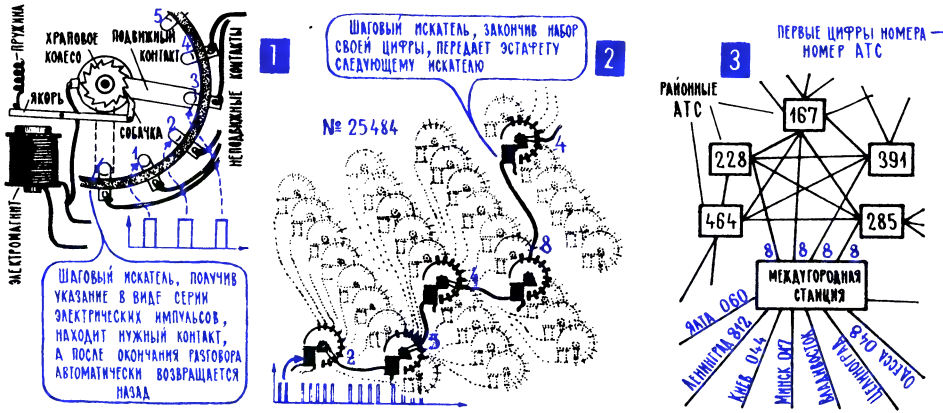 ПРУЖИНА
ХРАПОВОЕ
КОЛЕСО
ПОДВИЖНЫЙ
КОНТАКТ
ЯКОРЬ
СОБАЧКА
НЕПОДВИЖНЫЕ КОНТАКТЫ
ЭЛЕКТРОМАГНИТ
5
4
3
2
1
ШАГОВЫЙ ИСКАТЕЛЬ, ПОЛУЧИВ
УКАЗАНИЕ В ВИДЕ СЕРИИ
ЭЛЕКТРИЧЕСКИХ ИМПУЛЬСОВ,
НАХОДИТ НУЖНЫЙ КОНТАКТ,
А ПОСЛЕ ОКОНЧАНИЯ РАЗГОВОРА
АВТОМАТИЧЕСКИ ВОЗВРАЩАЕТСЯ
НАЗАД
1
ШАГОВЫЙ ИСКАТЕЛЬ, ЗАКОНЧИВ НАБОР
СВОЕЙ ЦИФРЫ, ПЕРЕДАЕТ ЭСТАФЕТУ
СЛЕДУЮЩЕМУ ИСКАТЕЛЮ
2
№ 25484
4
8
4
3
2
3
ПЕРВЫЕ ЦИФРЫ НОМЕРА —
НОМЕР АТС
РАЙОННЫЕ
АТС
167
228
391
464
285
8 8 8 8
МЕЖДУГОРОДНАЯ
СТАНЦИЯ
ЯЛТА 060
ЛЕНИНГРАД 812
КИЕВ 044
МИНСК 017
ВЛАДИВОСТОК
ЦЕЛИНОГРАД
ОДЕССА 048